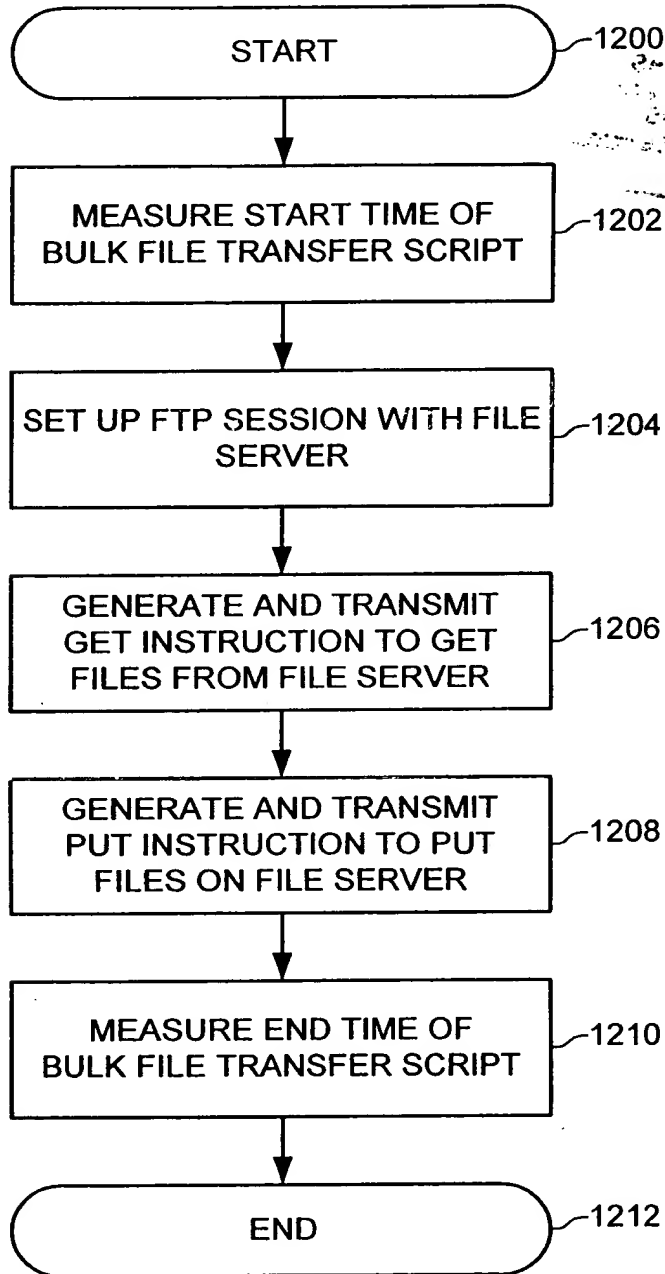 START
1200
MEASURE START TIME OF
BULK FILE TRANSFER SCRIPT
1202
SET UP FTP SESSION WITH FILE
SERVER
1204
GENERATE AND TRANSMIT
GET INSTRUCTION TO GET
FILES FROM FILE SERVER
1206
GENERATE AND TRANSMIT
PUT INSTRUCTION TO PUT
FILES ON FILE SERVER
1208
MEASURE END TIME OF
BULK FILE TRANSFER SCRIPT
1210
END
1212